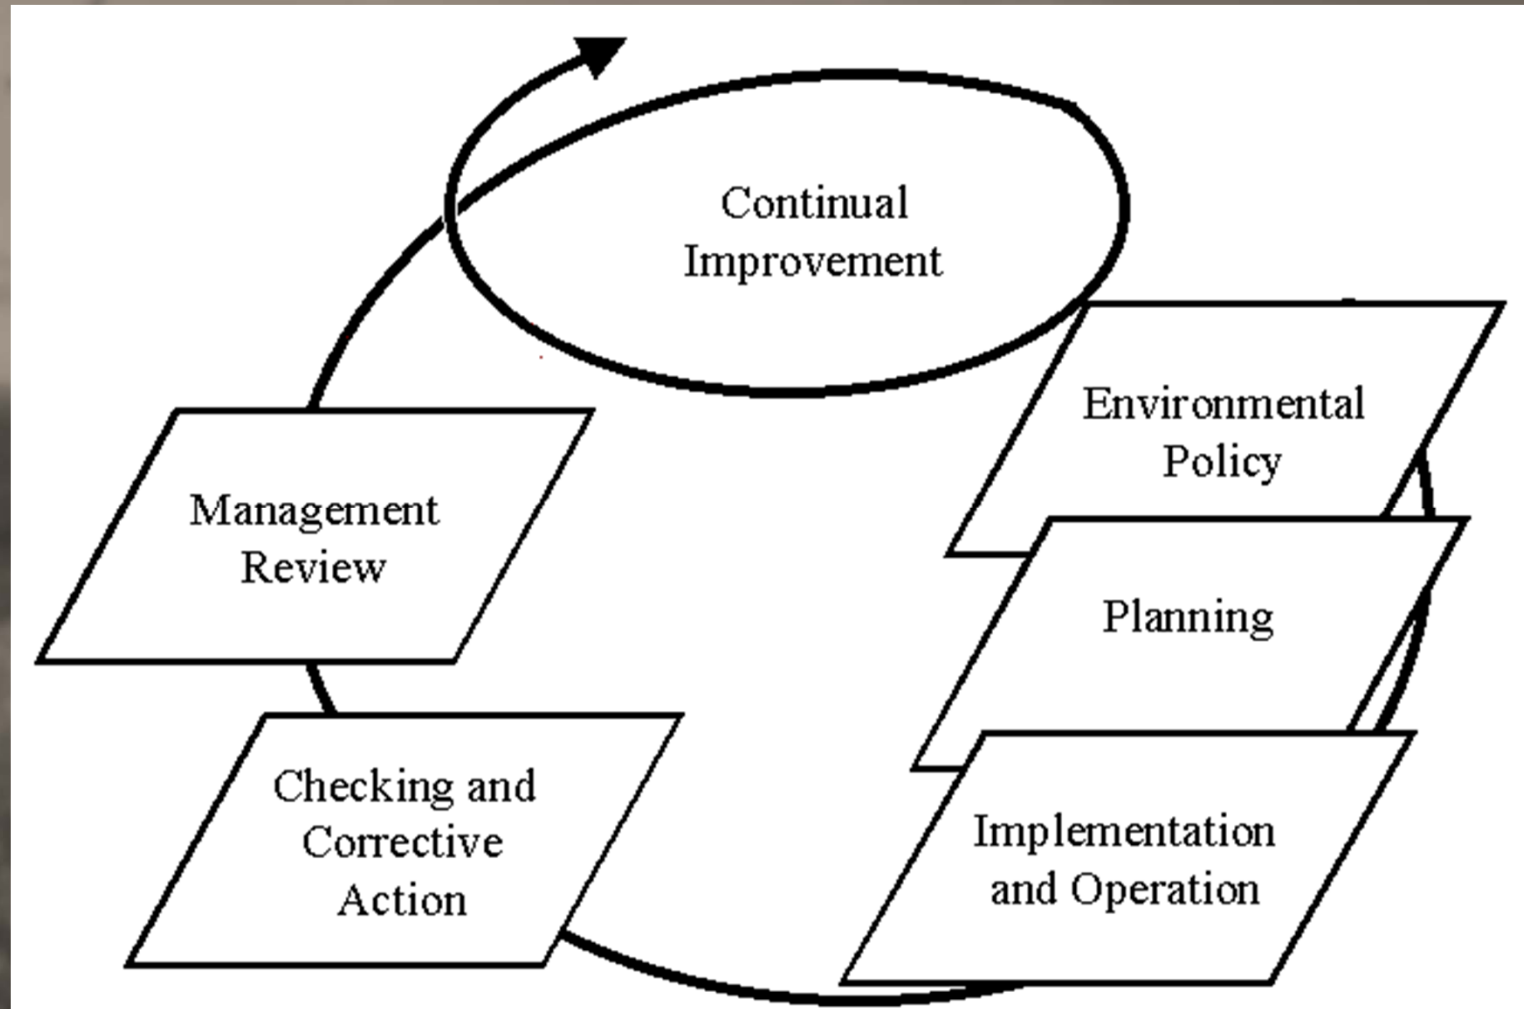 Continual
Improvement
Environmental
Policy
Planning
Implementation
and Operation
Checking and
Corrective
Action
Management
Review